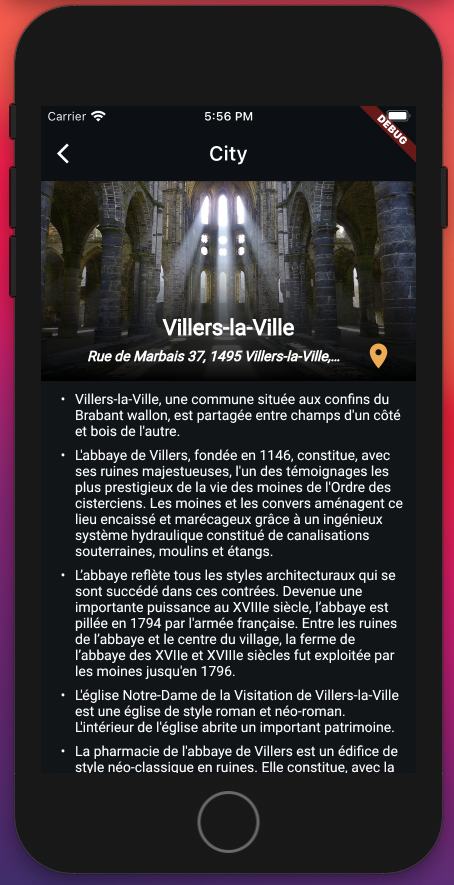 Carrier 5:56 PM
DEBUG
City
Villers-la-Ville
Rue de Marbais 37, 1495 Villers-la-Ville,...
• Villers-la-Ville, une commune située aux confins du
Brabant wallon, est partagée entre champs d'un côté
et bois de l'autre.
• L'abbaye de Villers, fondée en 1146, constitue, avec
ses ruines majestueuses, l'un des témoignages les
plus prestigieux de la vie des moines de l'Ordre des
cisterciens. Les moines et les convers aménagent ce
lieu encaissé et marécageux grâce à un ingénieux
système hydraulique constitué de canalisations
souterraines, moulins et étangs.
• L’abbaye reflète tous les styles architecturaux qui se
sont succédé dans ces contrées. Devenue une
importante puissance au XVIIIe siècle, l’abbaye est
pillée en 1794 par l'armée française. Entre les ruines
de l’abbaye et le centre du village, la ferme de
l’abbaye des XVIIe et XVIIIe siècles fut exploitée par
les moines jusqu'en 1796.
• L'église Notre-Dame de la Visitation de Villers-la-Ville
est une église de style roman et néo-roman.
L'intérieur de l'église abrite un important patrimoine.
• La pharmacie de l'abbaye de Villers est un édifice de
style néo-classique en ruines. Elle constitue, avec la